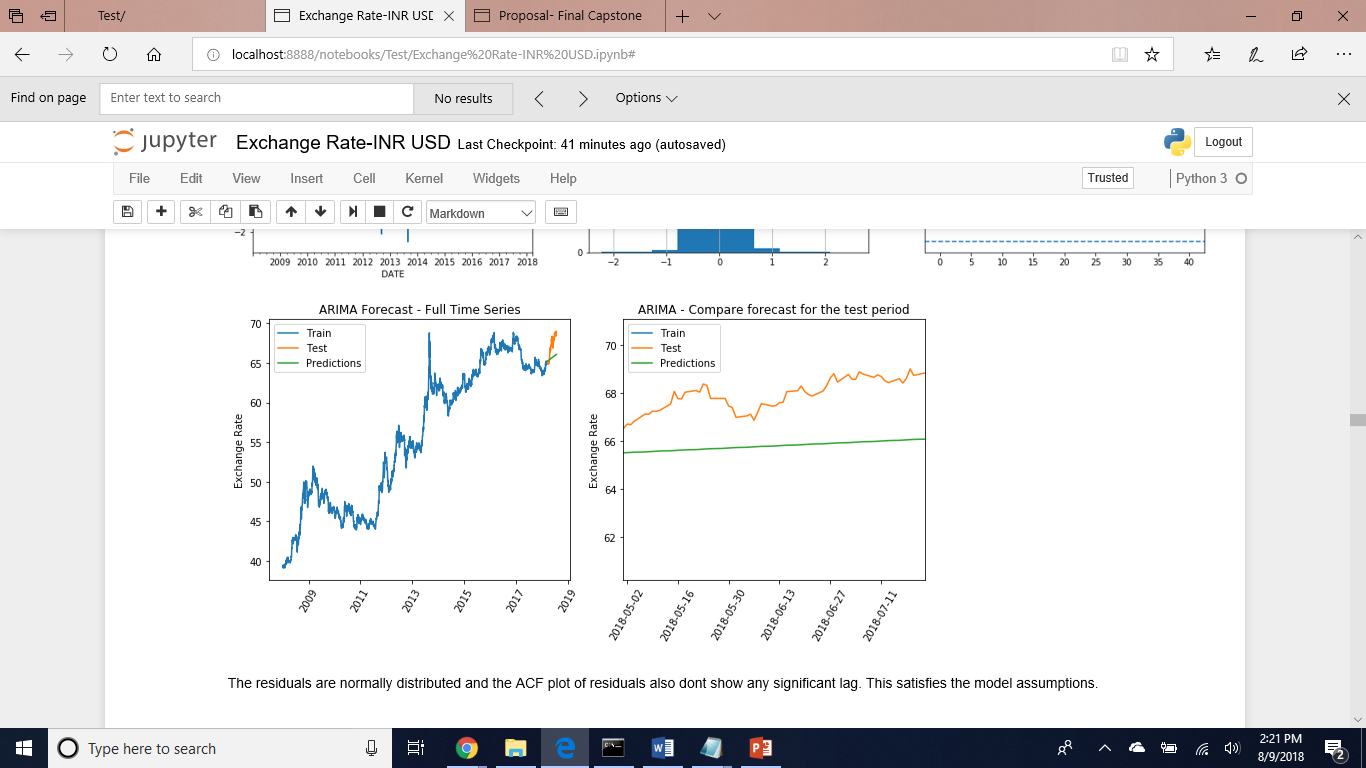 Test/
Exchange Rate-INR USD
Proposal- Final Capstone
localhost:8888/notebooks/Test/Exchange%20Rate-INR%20USD.ipynb#
Find on page
Enter text to search
No results
Options
jupyter
Exchange Rate-INR USD
Last Checkpoint: 41 minutes ago (autosaved)
Logout
File Edit View Insert Cell Kernel Widgets Help
Trusted
Python 3
Markdown
−2
2009 2010 2011 2012 2013 2014 2015 2016 2017 2018
DATE
0
−2 −1 0 1 2
0 5 10 15 20 25 30 35 40
ARIMA Forecast - Full Time Series
Train
Test
Predictions
Exchange Rate
70
65
60
55
50
45
40
2009 2011 2013 2015 2017 2019
ARIMA - Compare forecast for the test period
Train
Test
Predictions
Exchange Rate
70
68
66
64
62
2018-05-02 2018-05-16 2018-05-30 2018-06-13 2018-06-27 2018-07-11
The residuals are normally distributed and the ACF plot of residuals also dont show any significant lag. This satisfies the model assumptions.
Type here to search
2:21 PM
8/9/2018
2